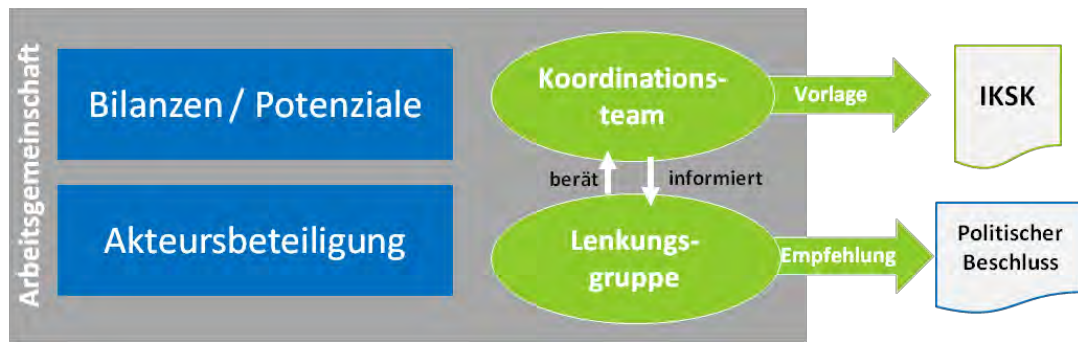 Arbeitsgemeinschaft
Bilanzen / Potenziale
Akteursbeteiligung
Koordinations-
team
berät
informiert
Lenkungs-
gruppe
Vorlage
IKSK
Empfehlung
Politischer
Beschluss